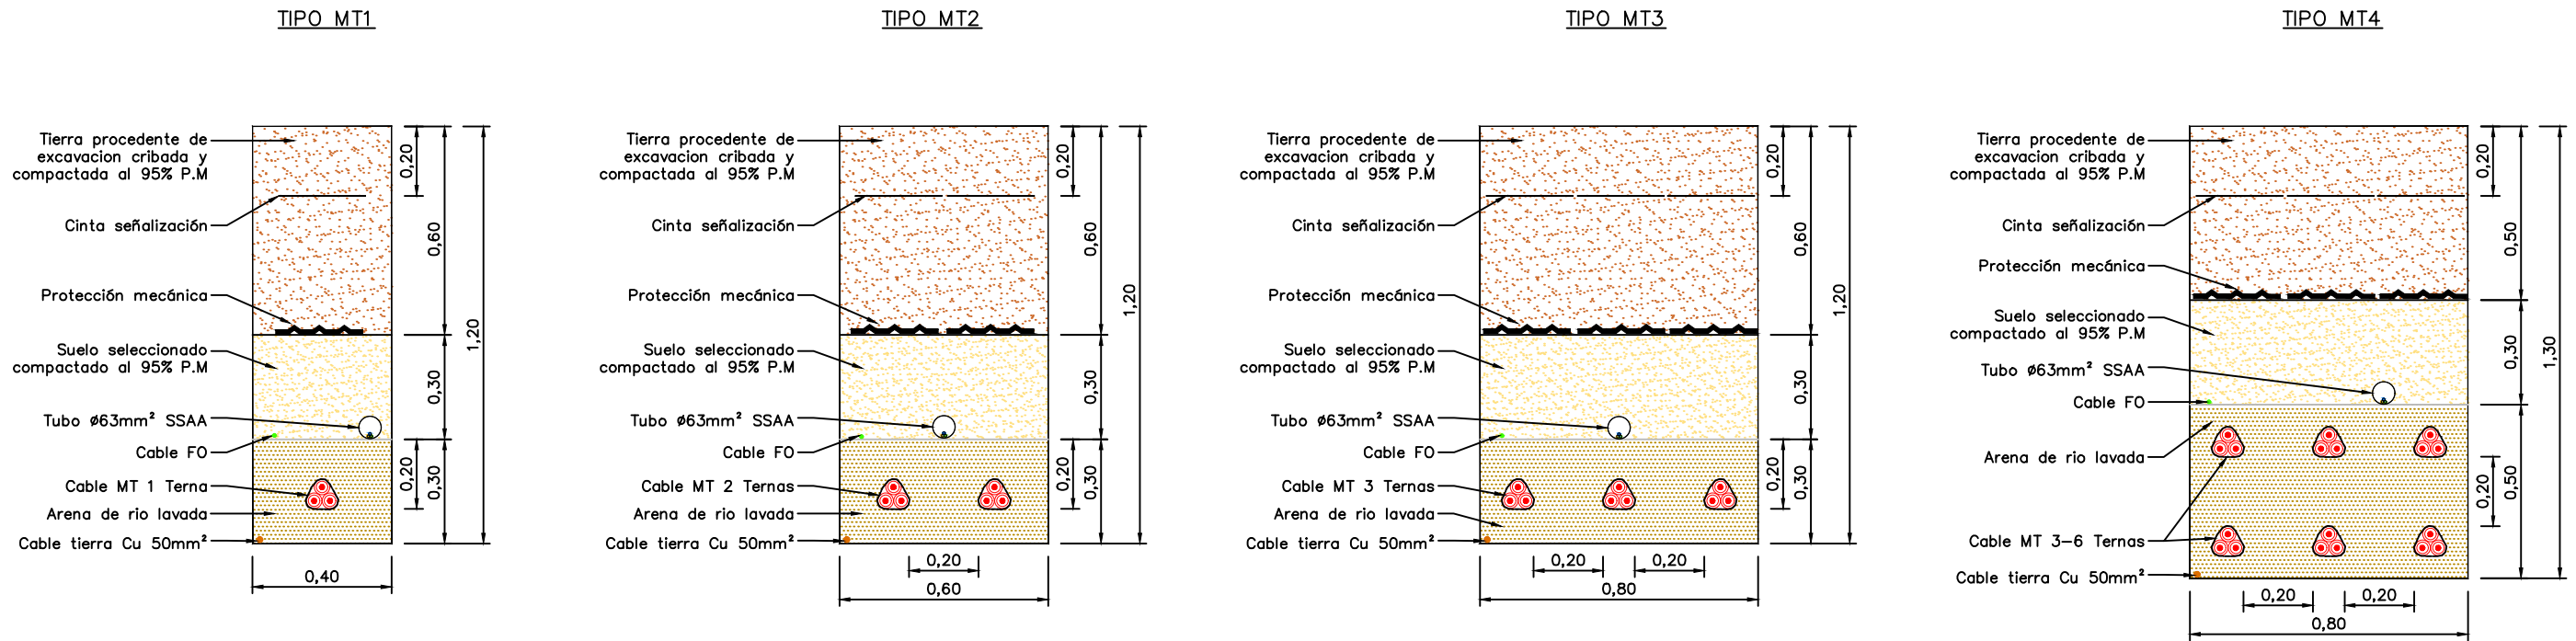 TIPO MT1
Tierra procedente de
excavacion cribada y
compactada al 95% P.M
Cinta señalización
Protección mecánica
Suelo seleccionado
compactado al 95% P.M
Tubo ø63mm² SSAA
Cable FO
Cable MT 1 Terna
Arena de rio lavada
Cable tierra Cu 50mm²
0,20
0,60
1,20
0,30
0,20
0,30
0,40
TIPO MT2
Tierra procedente de
excavacion cribada y
compactada al 95% P.M
Cinta señalización
Protección mecánica
Suelo seleccionado
compactado al 95% P.M
Tubo ø63mm² SSAA
Cable FO
Cable MT 2 Ternas
Arena de rio lavada
Cable tierra Cu 50mm²
0,20
0,60
1,20
0,30
0,20
0,30
0,20
0,60
TIPO MT3
Tierra procedente de
excavacion cribada y
compactada al 95% P.M
Cinta señalización
Protección mecánica
Suelo seleccionado
compactado al 95% P.M
Tubo ø63mm² SSAA
Cable FO
Cable MT 3 Ternas
Arena de rio lavada
Cable tierra Cu 50mm²
0,20
0,60
1,20
0,30
0,20
0,30
0,20
0,20
0,80
TIPO MT4
Tierra procedente de
excavacion cribada y
compactada al 95% P.M
Cinta señalización
Protección mecánica
Suelo seleccionado
compactado al 95% P.M
Tubo ø63mm² SSAA
Cable FO
Arena de rio lavada
Cable MT 3-6 Ternas
Cable tierra Cu 50mm²
0,20
0,50
0,30
1,30
0,20
0,50
0,20
0,20
0,80